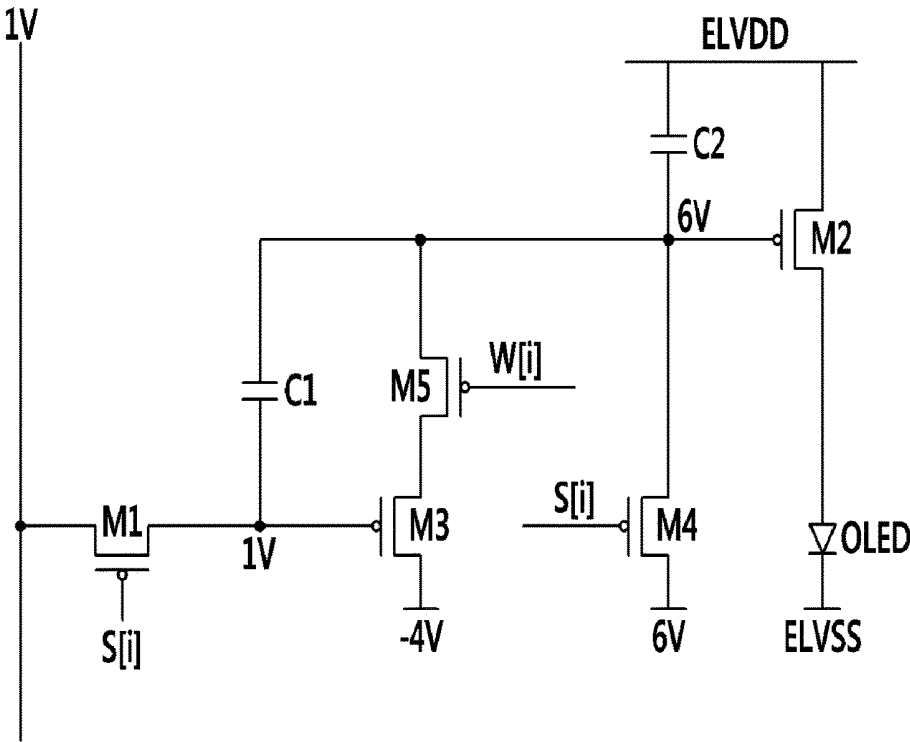 1V
ELVDD
C2
6V
M2
W[i]
M5
C1
S[i]
M1
M3
M4
OLED
1V
S[i]
-4V
6V
ELVSS